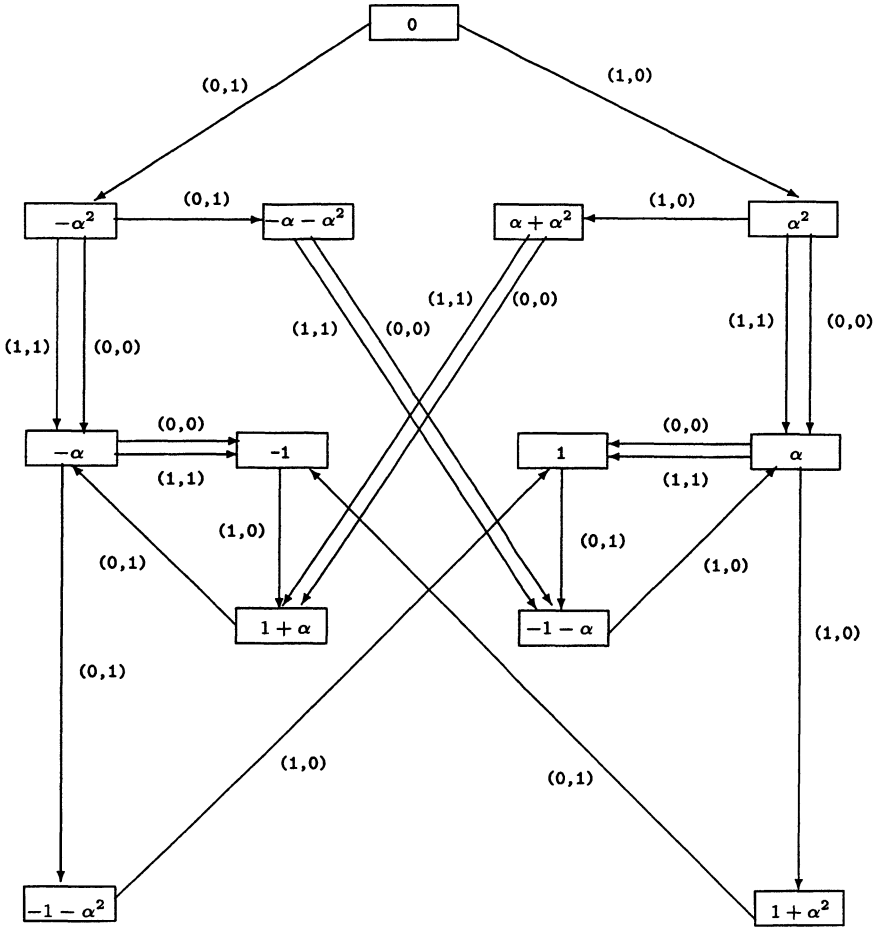 0
(0,1)
(1,0)
−α²
(0,1)
−α − α²
α + α²
(1,0)
α²
(1,1)
(0,0)
(1,1)
(0,0)
(1,1)
(0,0)
(1,1)
(0,0)
−α
(0,0)
(1,1)
-1
1
(0,0)
(1,1)
α
(1,0)
(0,1)
(0,1)
(1,0)
1 + α
−1 − α
(1,0)
(0,1)
(1,0)
(0,1)
−1 − α²
1 + α²